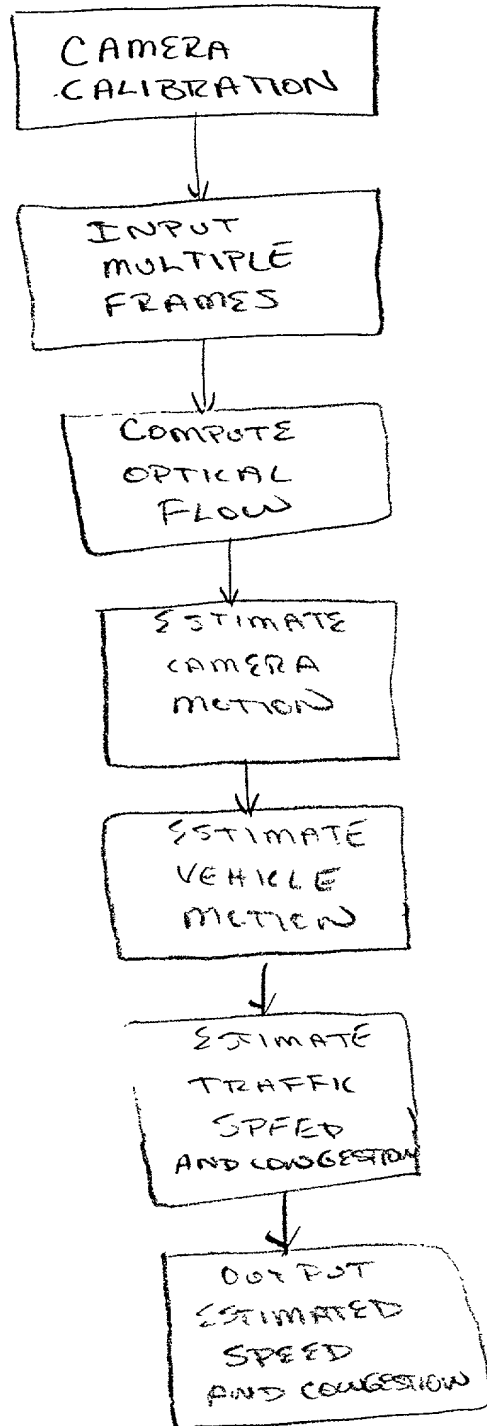 CAMERA
CALIBRATION
INPUT
MULTIPLE
FRAMES
COMPUTE
OPTICAL
FLOW
ESTIMATE
CAMERA
MOTION
ESTIMATE
VEHICLE
MOTION
ESTIMATE
TRAFFIC
SPEED
AND CONGESTION
OUTPUT
ESTIMATED
SPEED
AND CONGESTION